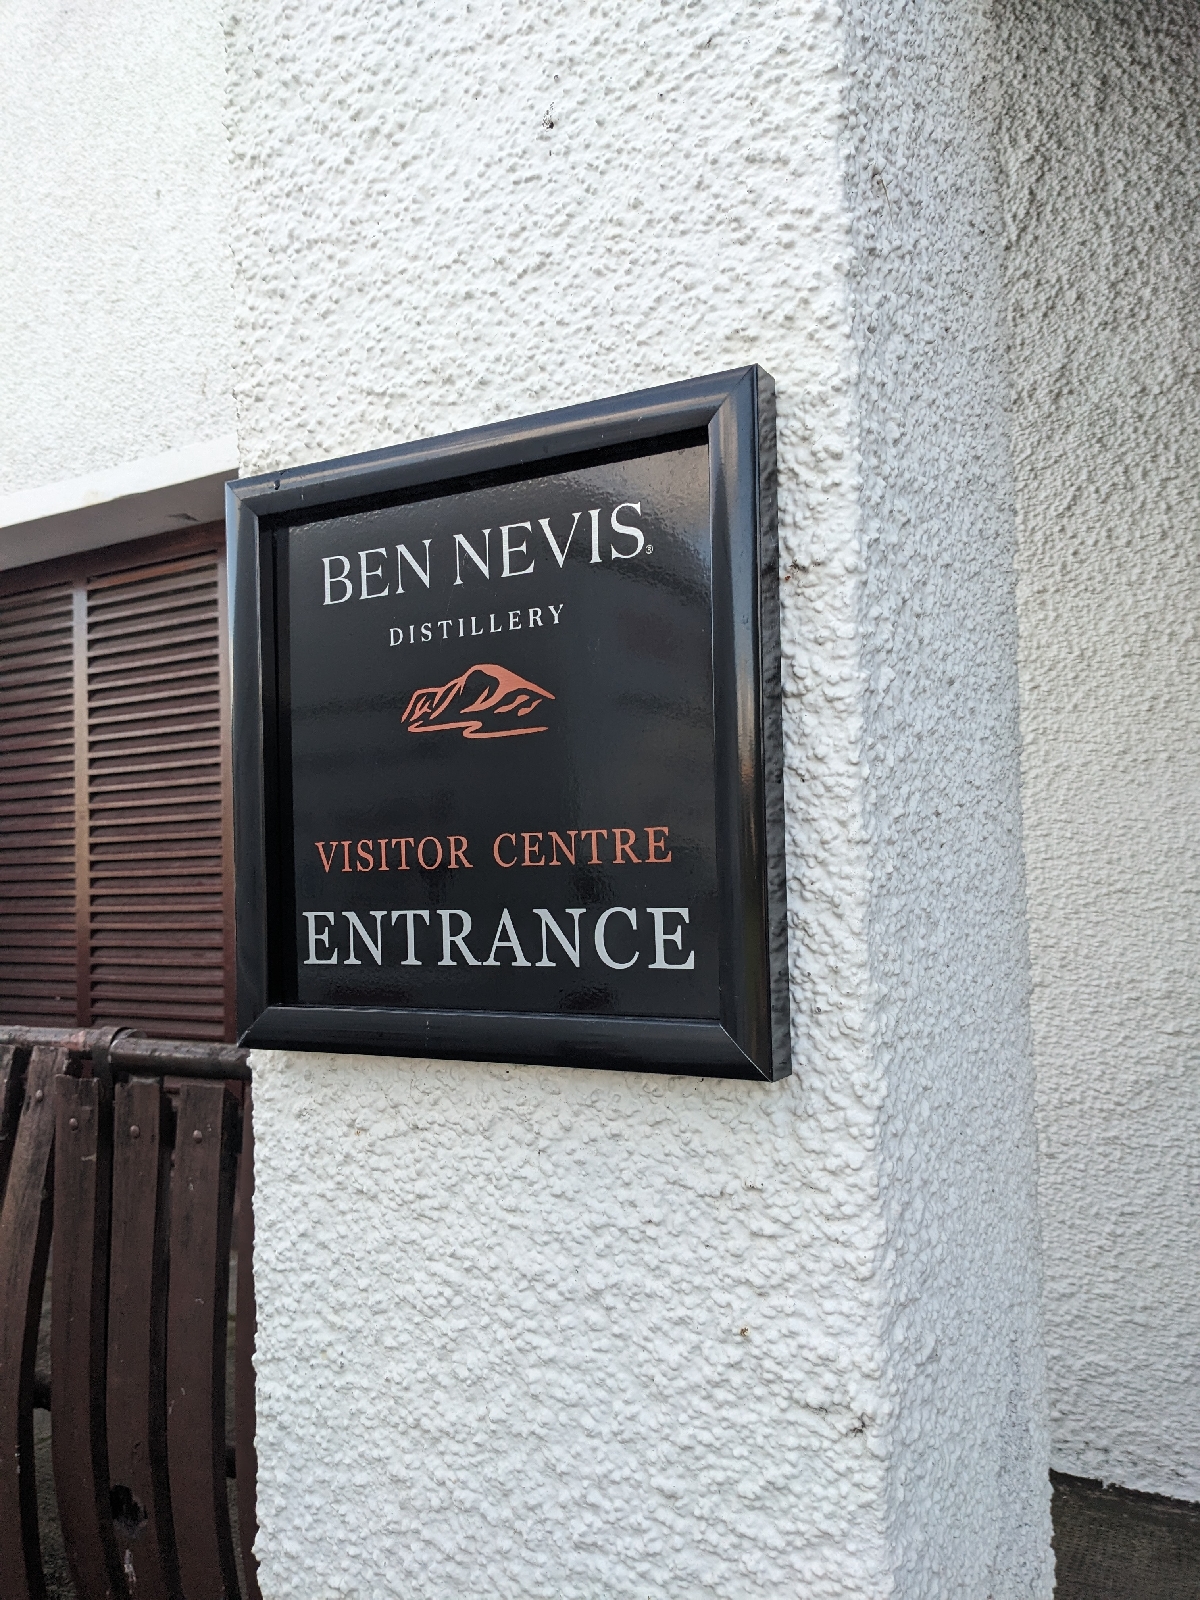 BEN NEVIS®
DISTILLERY
VISITOR CENTRE
ENTRANCE